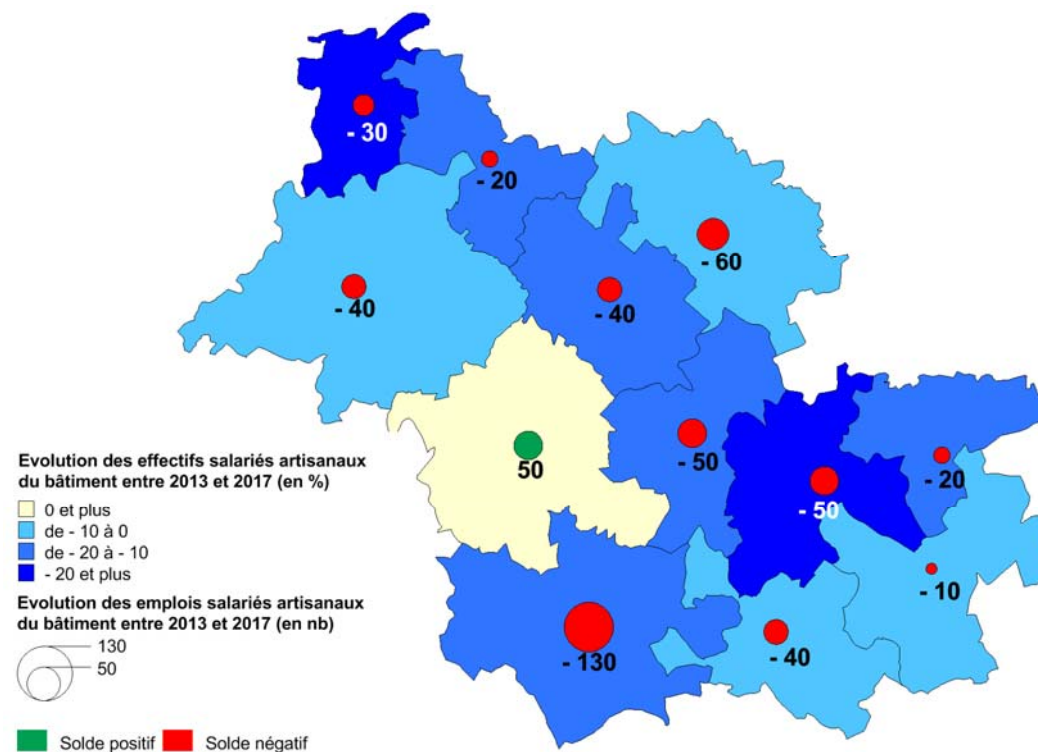 - 30
- 20
- 60
- 40
- 40
50
- 50
- 50
- 20
- 10
- 130
- 40
Evolution des effectifs salariés artisanaux
du bâtiment entre 2013 et 2017 (en %)
0 et plus
de - 10 à 0
de - 20 à - 10
- 20 et plus
Evolution des emplois salariés artisanaux
du bâtiment entre 2013 et 2017 (en nb)
130
50
Solde positif Solde négatif